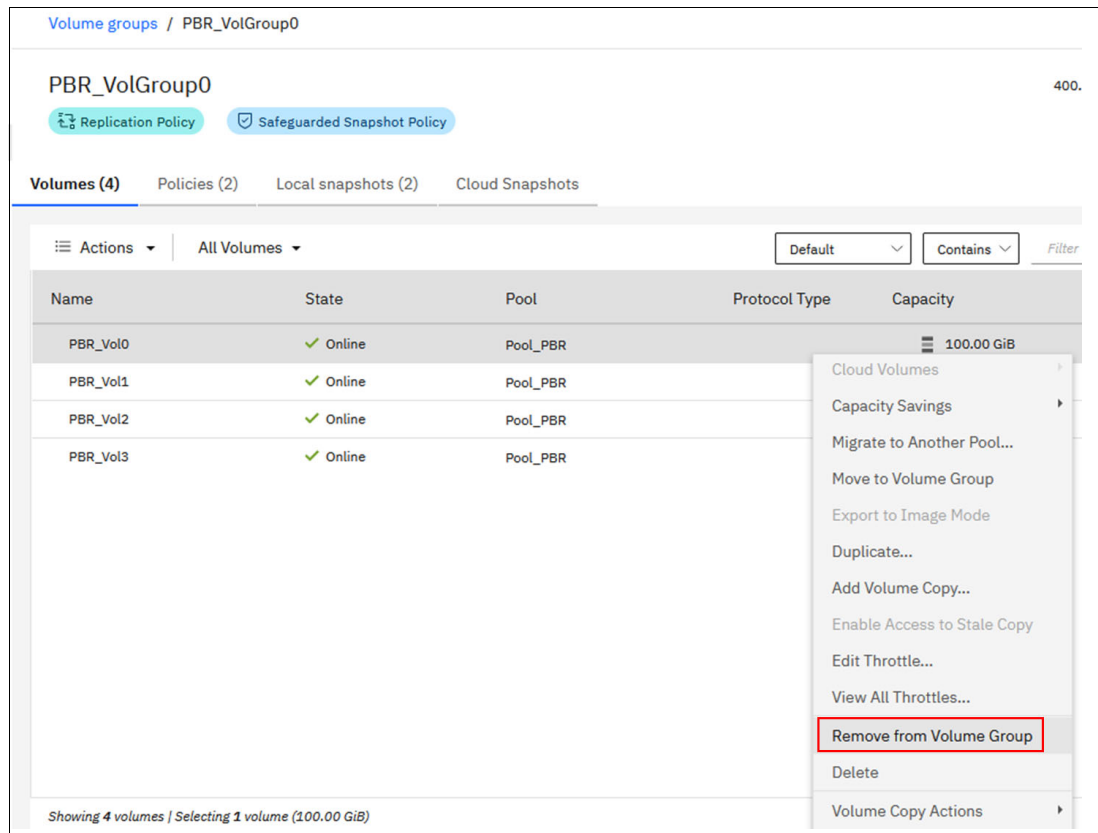 Volume groups / PBR_VolGroup0
PBR_VolGroup0
400.
Replication Policy Safeguarded Snapshot Policy
Volumes (4) Policies (2) Local snapshots (2) Cloud Snapshots
Actions All Volumes Default Contains Filter
Name State Pool Protocol Type Capacity
PBR_Vol0 Online Pool_PBR 100.00 GiB
PBR_Vol1 Online Pool_PBR
PBR_Vol2 Online Pool_PBR
PBR_Vol3 Online Pool_PBR
Cloud Volumes
Capacity Savings
Migrate to Another Pool...
Move to Volume Group
Export to Image Mode
Duplicate...
Add Volume Copy...
Enable Access to Stale Copy
Edit Throttle...
View All Throttles...
Remove from Volume Group
Delete
Volume Copy Actions
Showing 4 volumes | Selecting 1 volume (100.00 GiB)